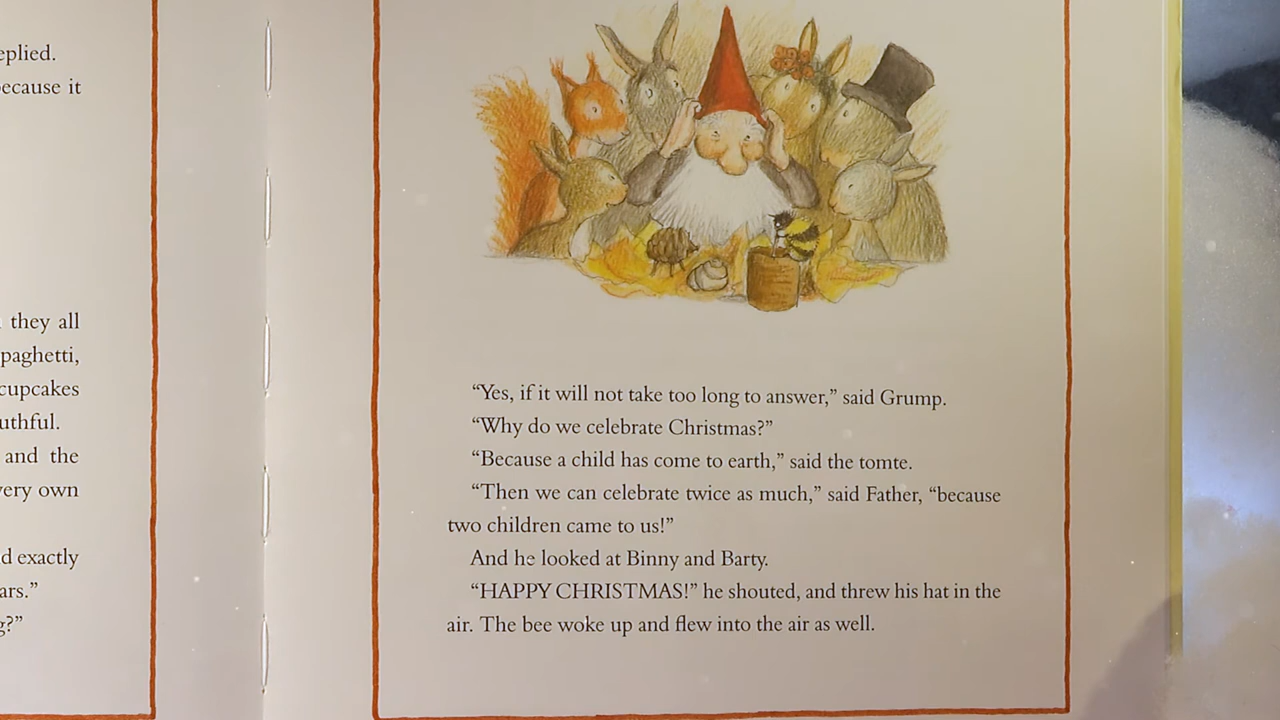 eplied.
ecause it
they all
paghetti,
cupcakes
uthful.
and the
very own
d exactly
ars.”
g?”
“Yes, if it will not take too long to answer,” said Grump.
“Why do we celebrate Christmas?”
“Because a child has come to earth,” said the tomte.
“Then we can celebrate twice as much,” said Father, “because
two children came to us!”
And he looked at Binny and Barty.
“HAPPY CHRISTMAS!” he shouted, and threw his hat in the
air. The bee woke up and flew into the air as well.